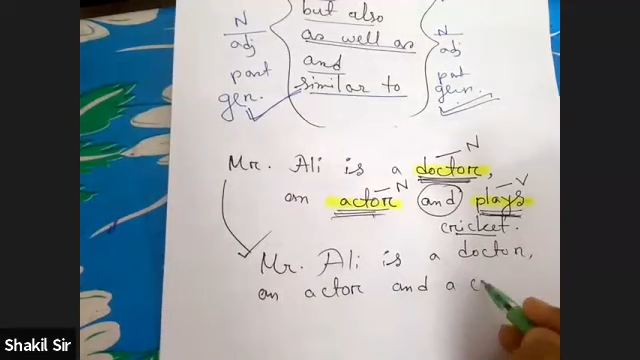 but also
N as well as N
adj and adj
part similar to part
gen. gen.
Mr. Ali is a doctor, N
an actor N and plays V
cricket.
Mr. Ali is a doctor,
an actor and a c
Shakil Sir